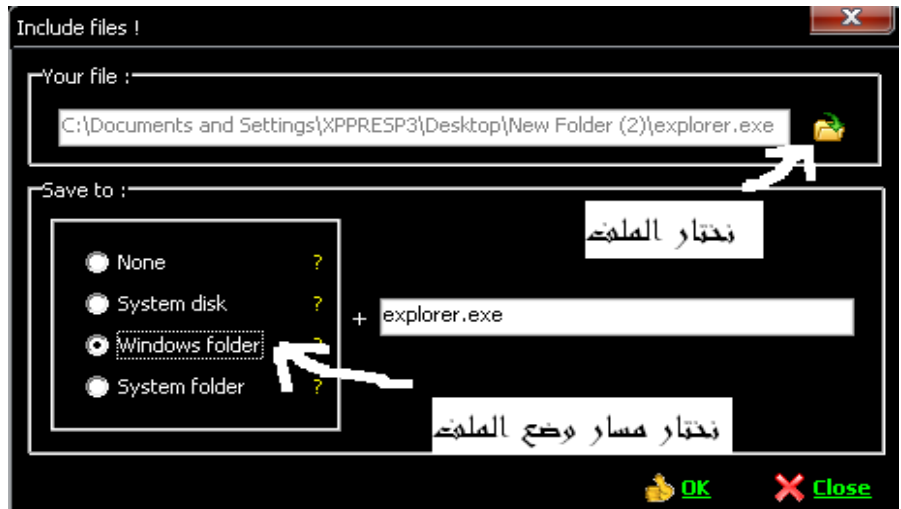 Include files !
Your file :
C:\Documents and Settings\XPPRESP3\Desktop\New Folder (2)\explorer.exe
Save to :
نختار الملف
None ?
System disk ?
+ explorer.exe
Windows folder ?
System folder ?
نختار مسار وضع الملف
OK Close